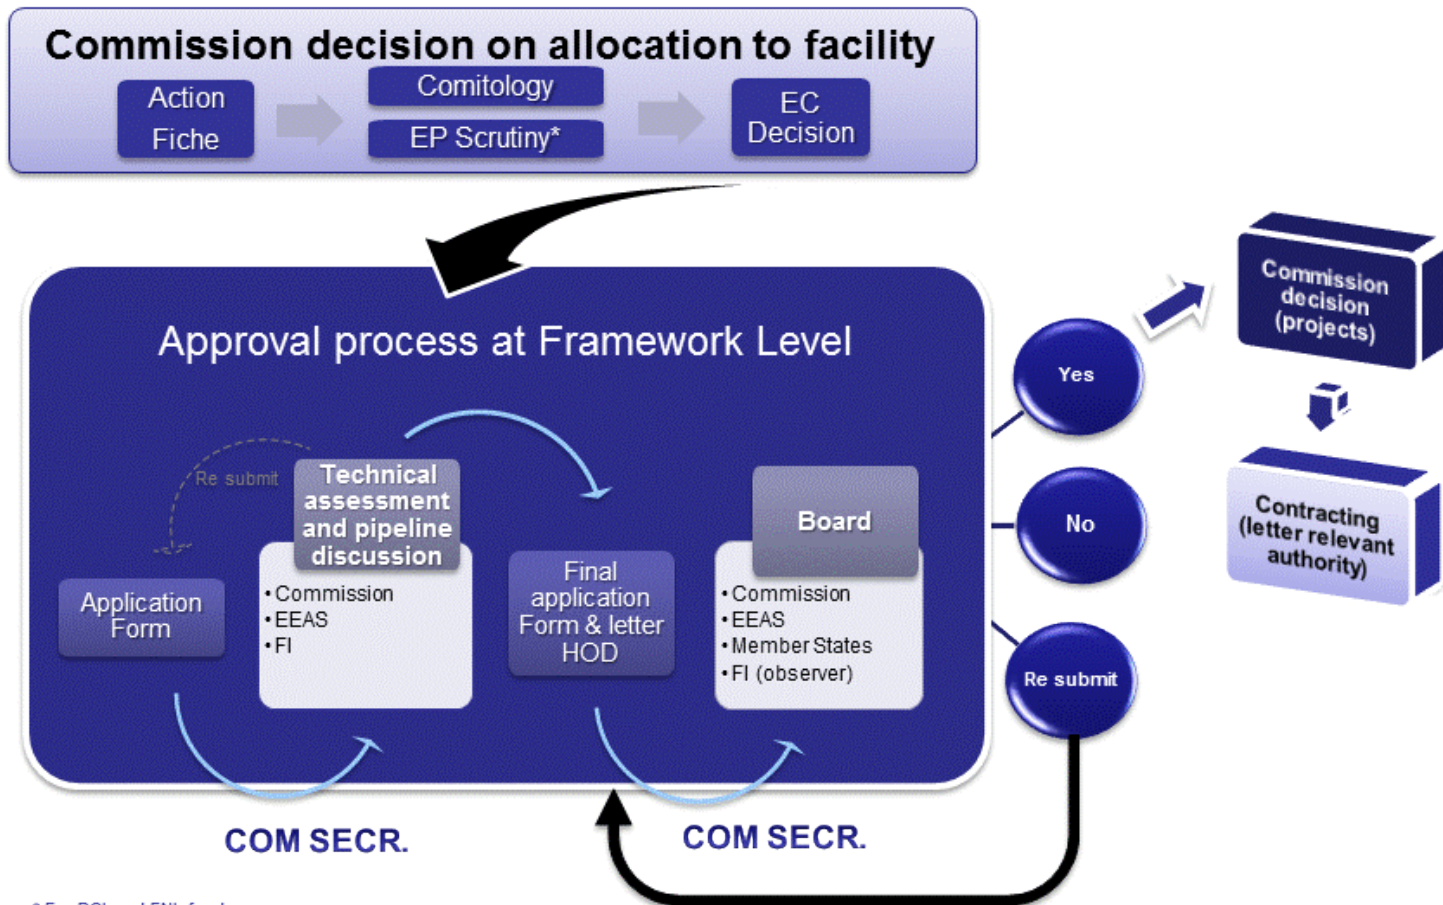 Commission decision on allocation to facility
Action
Fiche
Comitology
EP Scrutiny*
EC
Decision
Approval process at Framework Level
Re submit
Technical
assessment
and pipeline
discussion
• Commission
• EEAS
• FI
Application
Form
Final
application
Form & letter
HOD
Board
• Commission
• EEAS
• Member States
• FI (observer)
COM SECR.
COM SECR.
Yes
No
Re submit
Commission
decision
(projects)
Contracting
(letter relevant
authority)